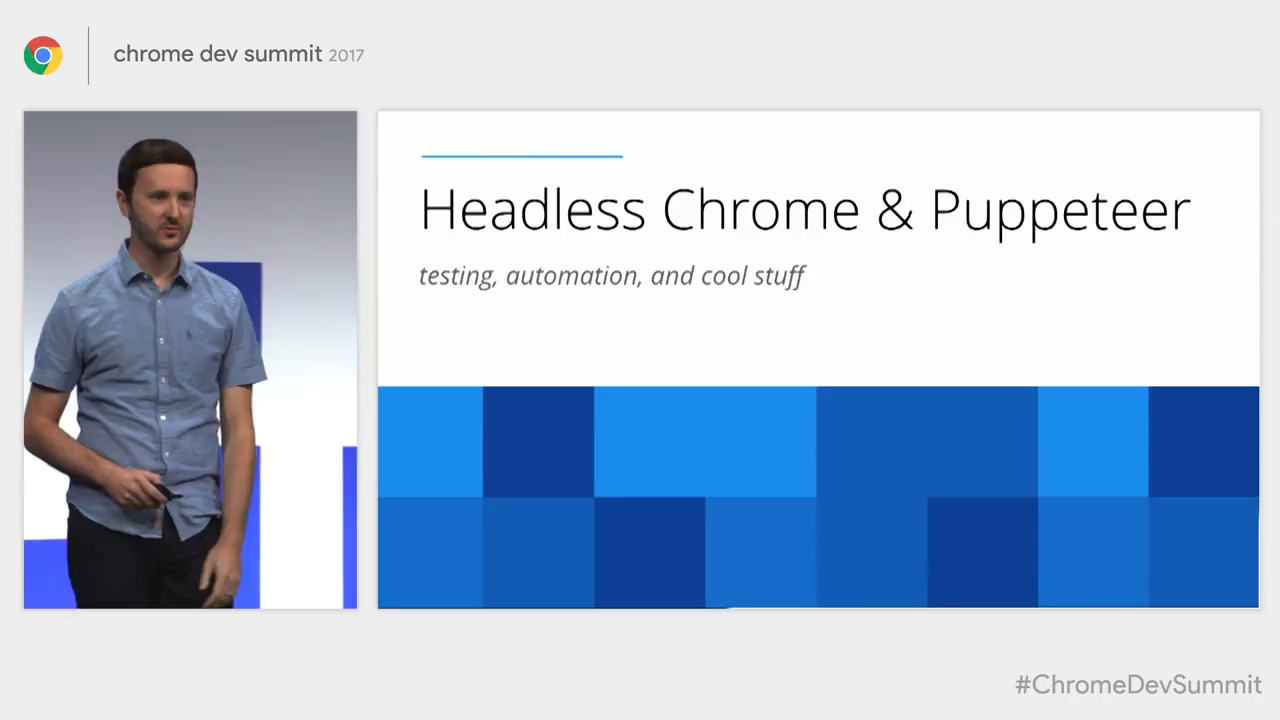 chrome dev summit 2017
Headless Chrome & Puppeteer
testing, automation, and cool stuff
#ChromeDevSummit